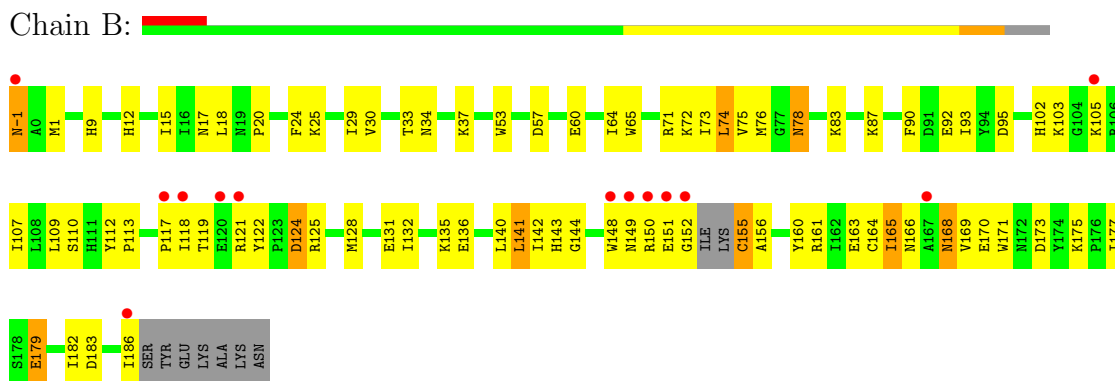 Chain B:
N-1 A0 M1 H9 H12 I15 I16 N17 L18 N19 P20 F24 K25 I29 V30 T33 N34 K37 W53 D57 E60 I64 W65 R71 K72 I73 L74 V75 M76 G77 N78 K83 K87 F90 D91 E92 I93 Y94 D95 H102 K103 G104 K105 R106
I107 L108 L109 S110 H111 Y112 P113 P117 I118 T119 E120 R121 Y122 P123 D124 R125 M128 E131 I132 K135 E136 L140 L141 I142 H143 G144 W148 N149 R150 E151 G152 ILE LYS C155 A156 Y160 R161 I162 E163 C164 I165 N166 A167 N168 V169 E170 W171 N172 D173 Y174 K175 P176 I177
S178 E179 I182 D183 I186 SER TYR GLU LYS ALA LYS ASN